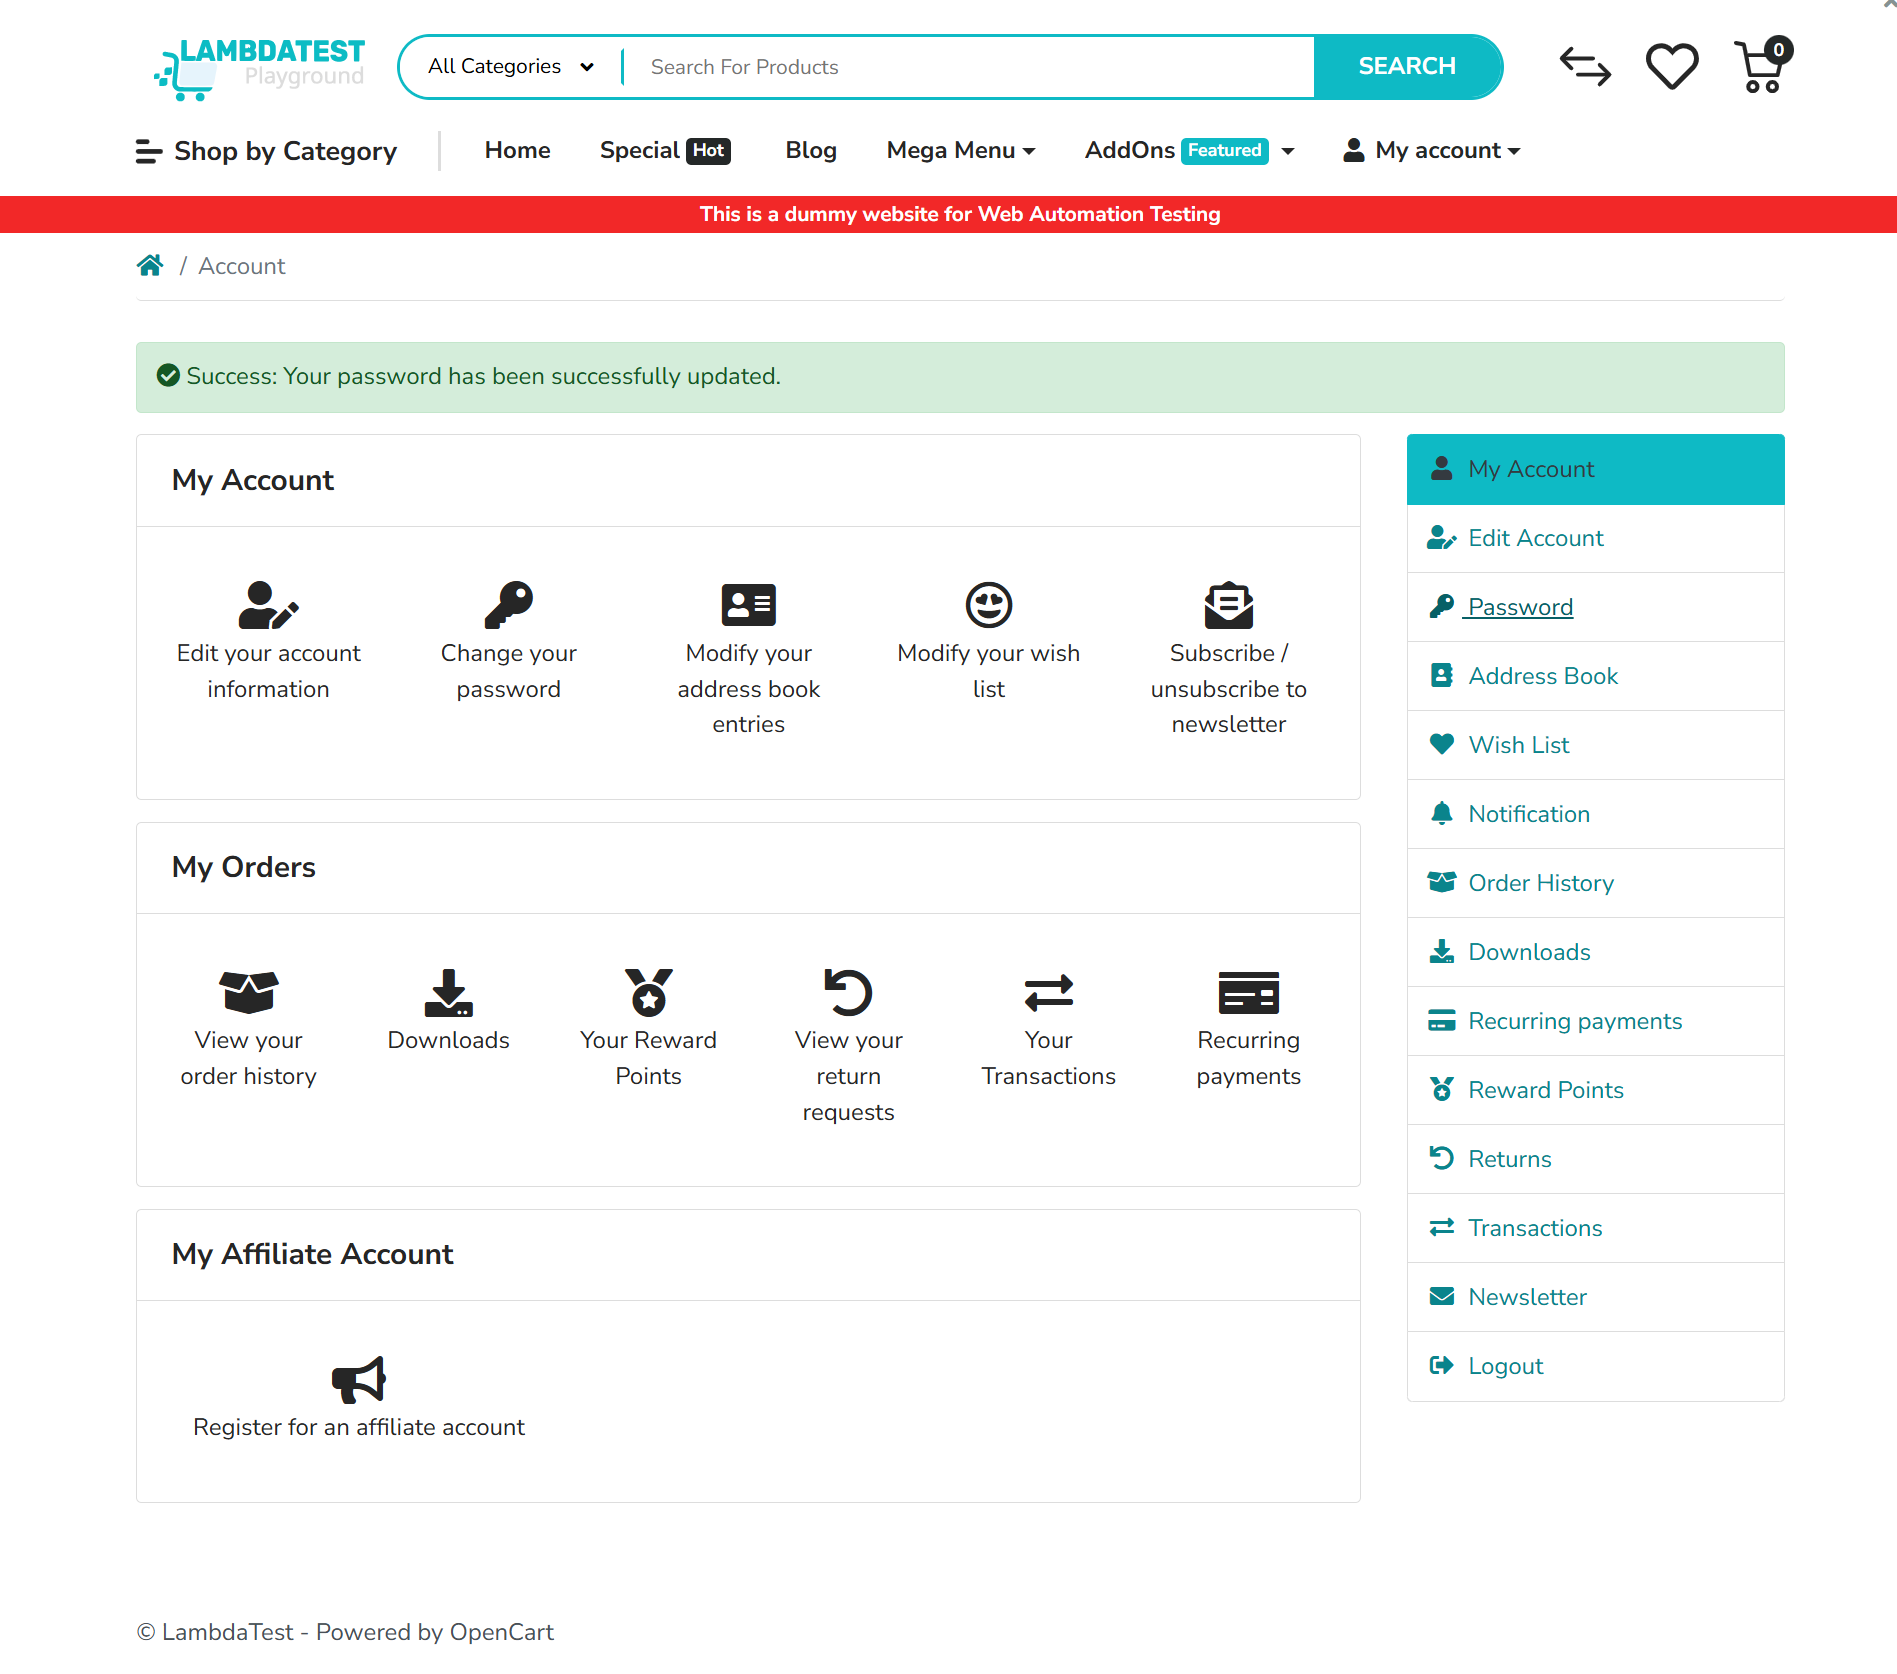 LAMBDATEST
Playground
All Categories
Search For Products
SEARCH
0
Shop by Category
Home
Special Hot
Blog
Mega Menu
AddOns Featured
My account
This is a dummy website for Web Automation Testing
/ Account
Success: Your password has been successfully updated.
My Account
Edit your account
information
Change your
password
Modify your
address book
entries
Modify your wish
list
Subscribe /
unsubscribe to
newsletter
My Orders
View your
order history
Downloads
Your Reward
Points
View your
return
requests
Your
Transactions
Recurring
payments
My Affiliate Account
Register for an affiliate account
My Account
Edit Account
Password
Address Book
Wish List
Notification
Order History
Downloads
Recurring payments
Reward Points
Returns
Transactions
Newsletter
Logout
© LambdaTest - Powered by OpenCart